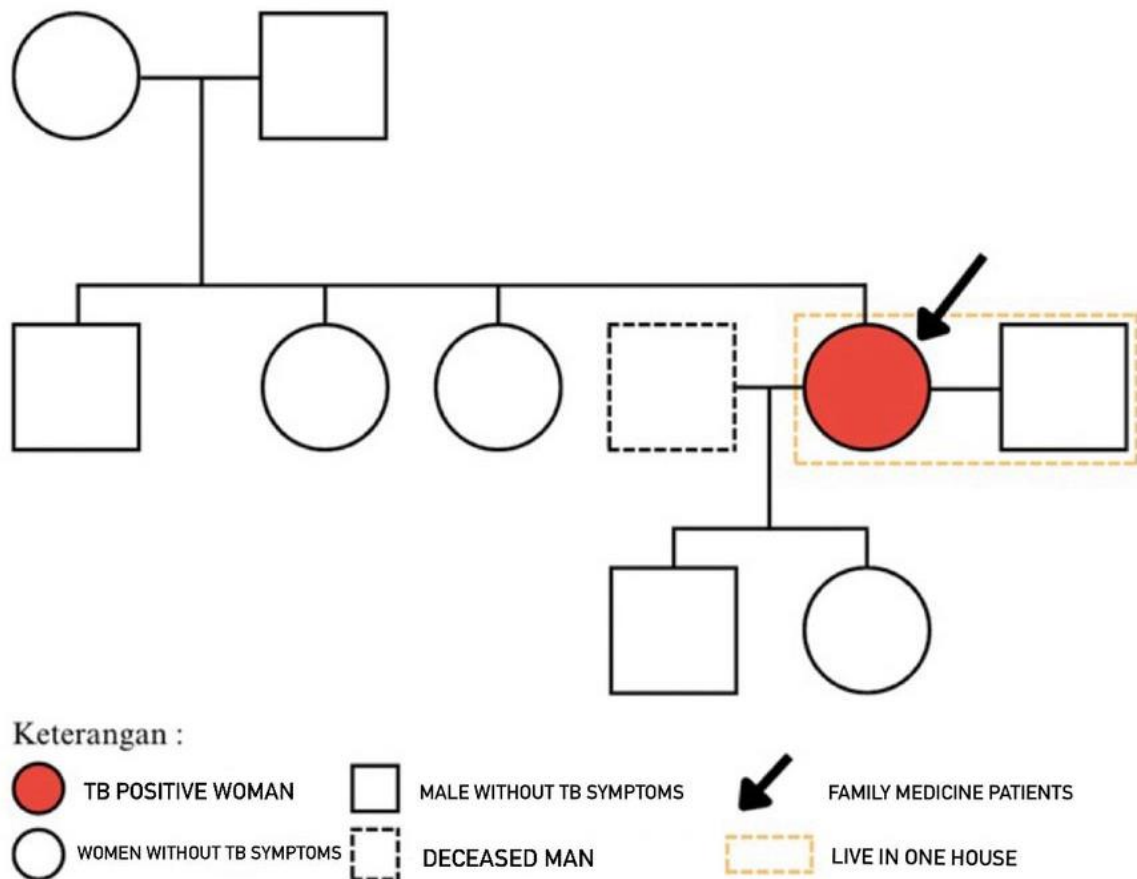 Keterangan :
TB POSITIVE WOMAN
MALE WITHOUT TB SYMPTOMS
FAMILY MEDICINE PATIENTS
WOMEN WITHOUT TB SYMPTOMS
DECEASED MAN
LIVE IN ONE HOUSE